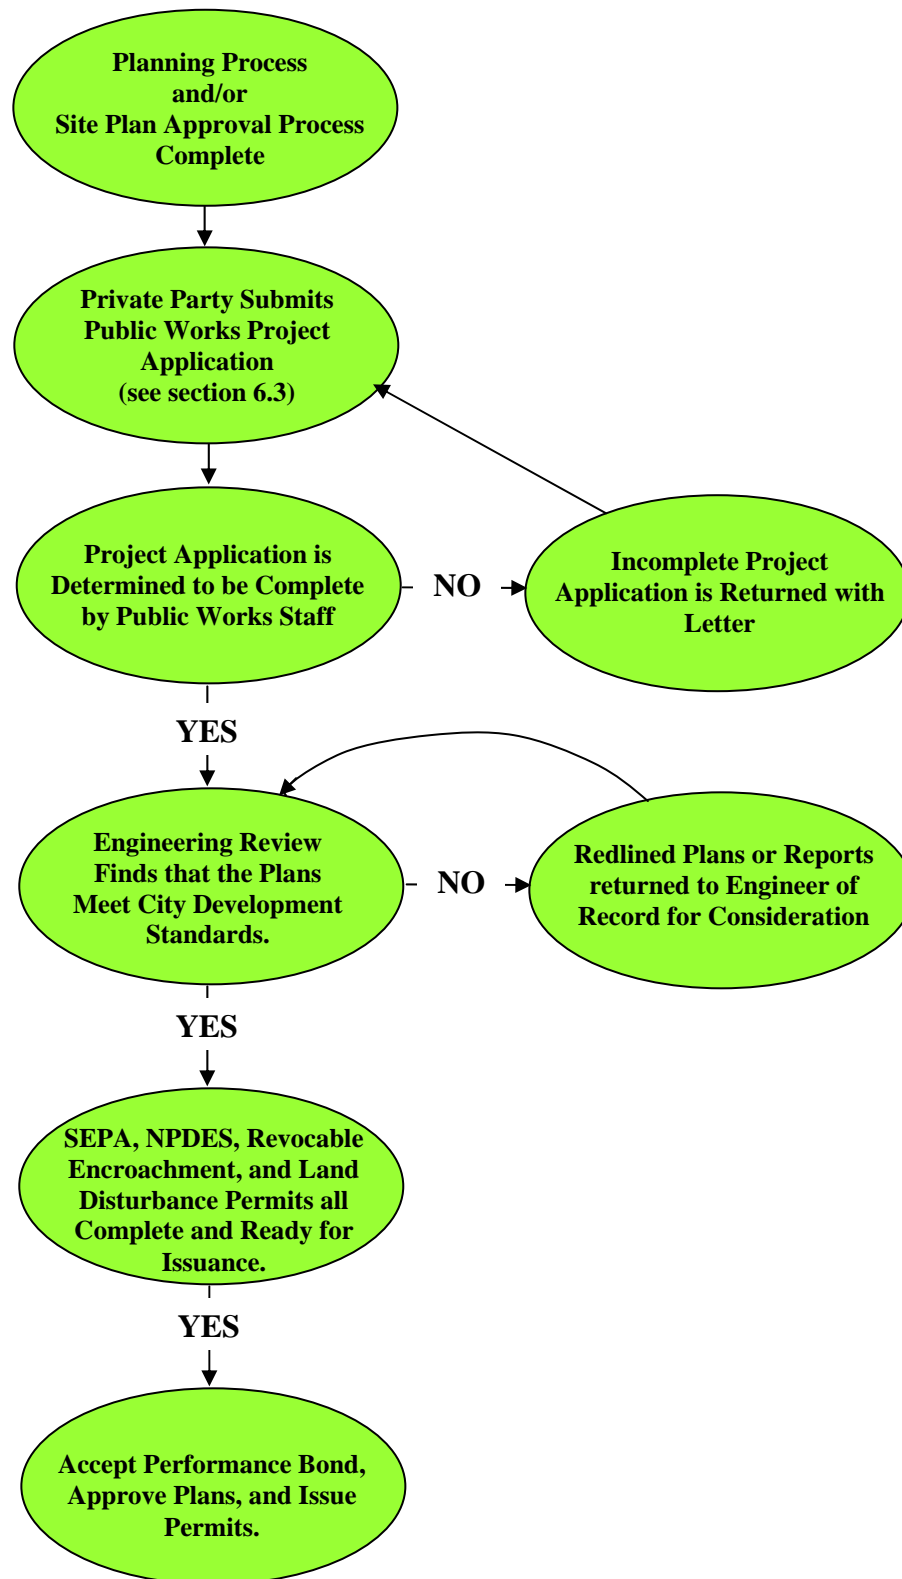 Planning Process
and/or
Site Plan Approval Process
Complete
Private Party Submits
Public Works Project
Application
(see section 6.3)
Project Application is
Determined to be Complete
by Public Works Staff
NO
Incomplete Project
Application is Returned with
Letter
YES
Engineering Review
Finds that the Plans
Meet City Development
Standards.
NO
Redlined Plans or Reports
returned to Engineer of
Record for Consideration
YES
SEPA, NPDES, Revocable
Encroachment, and Land
Disturbance Permits all
Complete and Ready for
Issuance.
YES
Accept Performance Bond,
Approve Plans, and Issue
Permits.